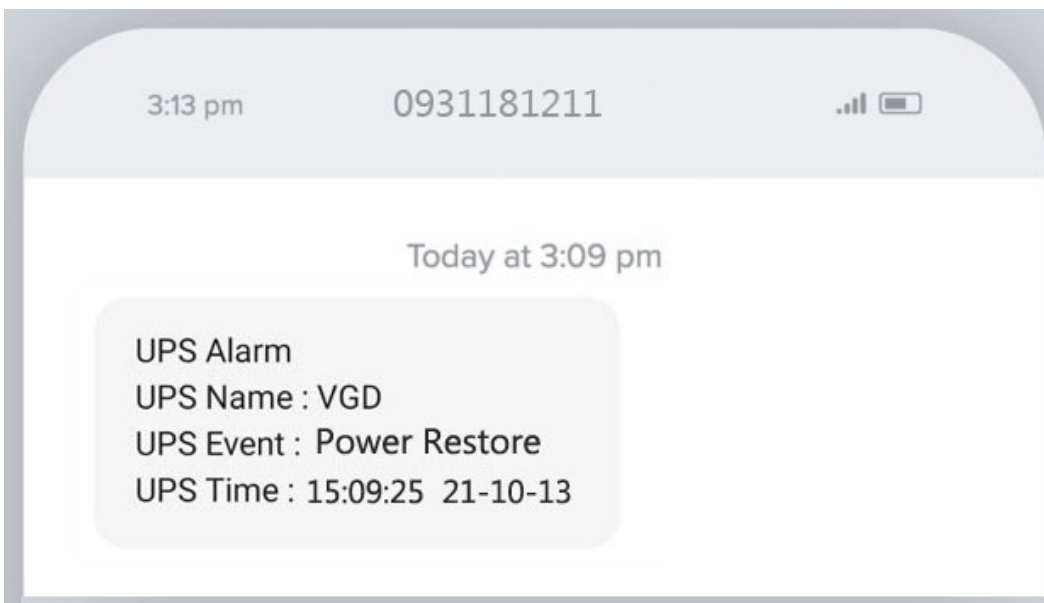 3:13 pm 0931181211
Today at 3:09 pm
UPS Alarm
UPS Name : VGD
UPS Event : Power Restore
UPS Time : 15:09:25 21-10-13